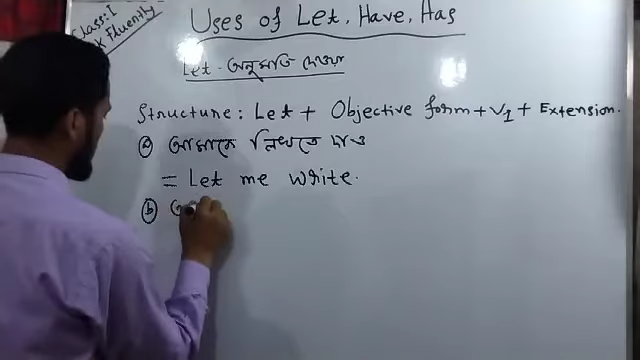 Class: I
k Fluently
Uses of Let, Have, Has
Let - অনুমতি দেওয়া
Structure: Let + Objective form + V1 + Extension.
(a) আমাকে লিখতে দাও
= Let me write.
(b)